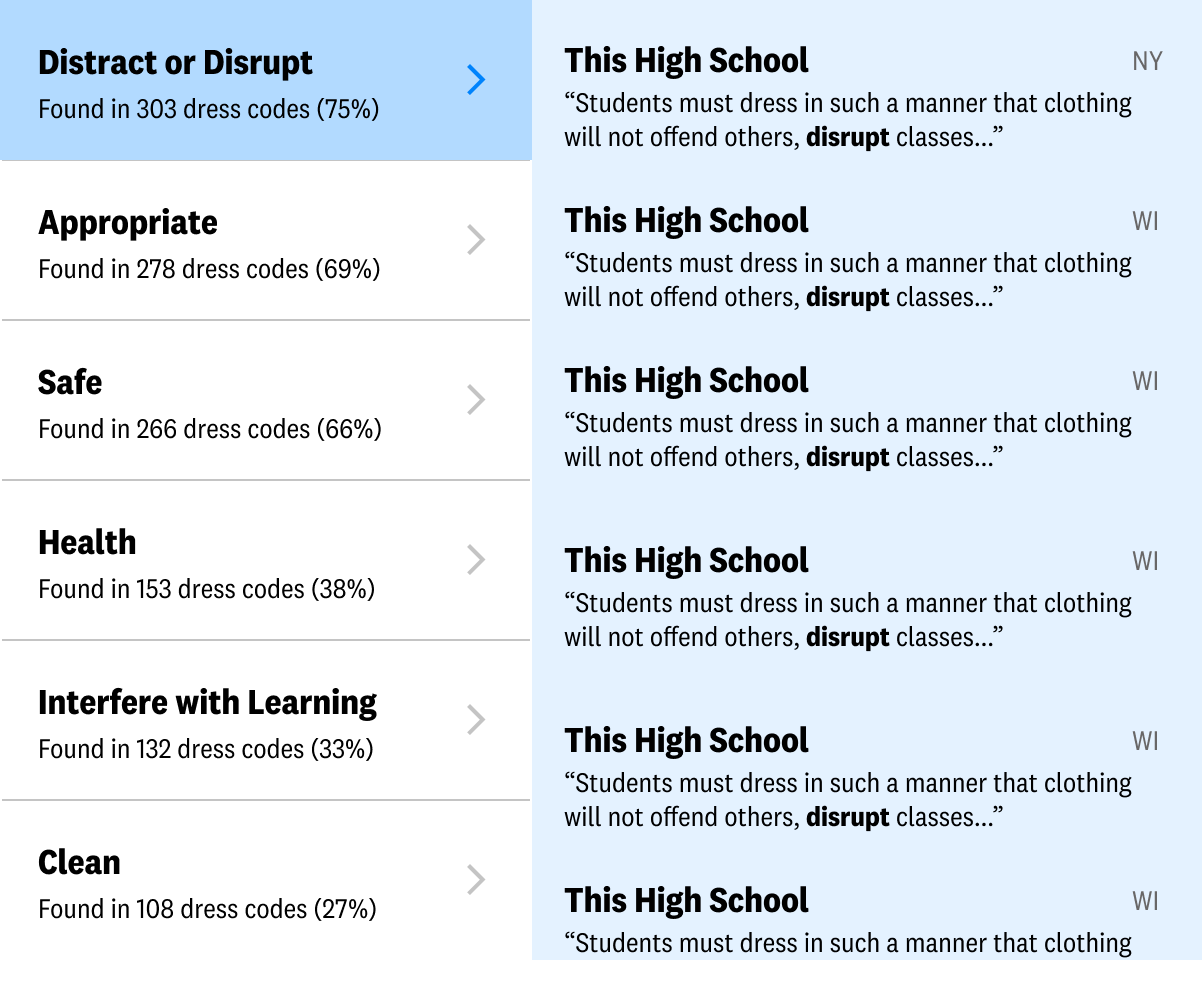 Distract or Disrupt
Found in 303 dress codes (75%)
Appropriate
Found in 278 dress codes (69%)
Safe
Found in 266 dress codes (66%)
Health
Found in 153 dress codes (38%)
Interfere with Learning
Found in 132 dress codes (33%)
Clean
Found in 108 dress codes (27%)
This High School NY
“Students must dress in such a manner that clothing
will not offend others, disrupt classes...”
This High School WI
“Students must dress in such a manner that clothing
will not offend others, disrupt classes...”
This High School WI
“Students must dress in such a manner that clothing
will not offend others, disrupt classes...”
This High School WI
“Students must dress in such a manner that clothing
will not offend others, disrupt classes...”
This High School WI
“Students must dress in such a manner that clothing
will not offend others, disrupt classes...”
This High School WI
“Students must dress in such a manner that clothing